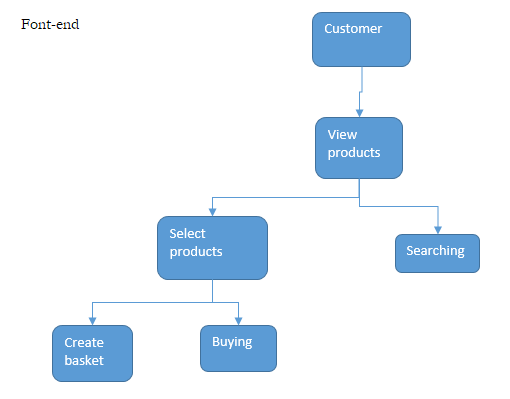 Font-end
Customer
View
products
Select
products
Searching
Create
basket
Buying